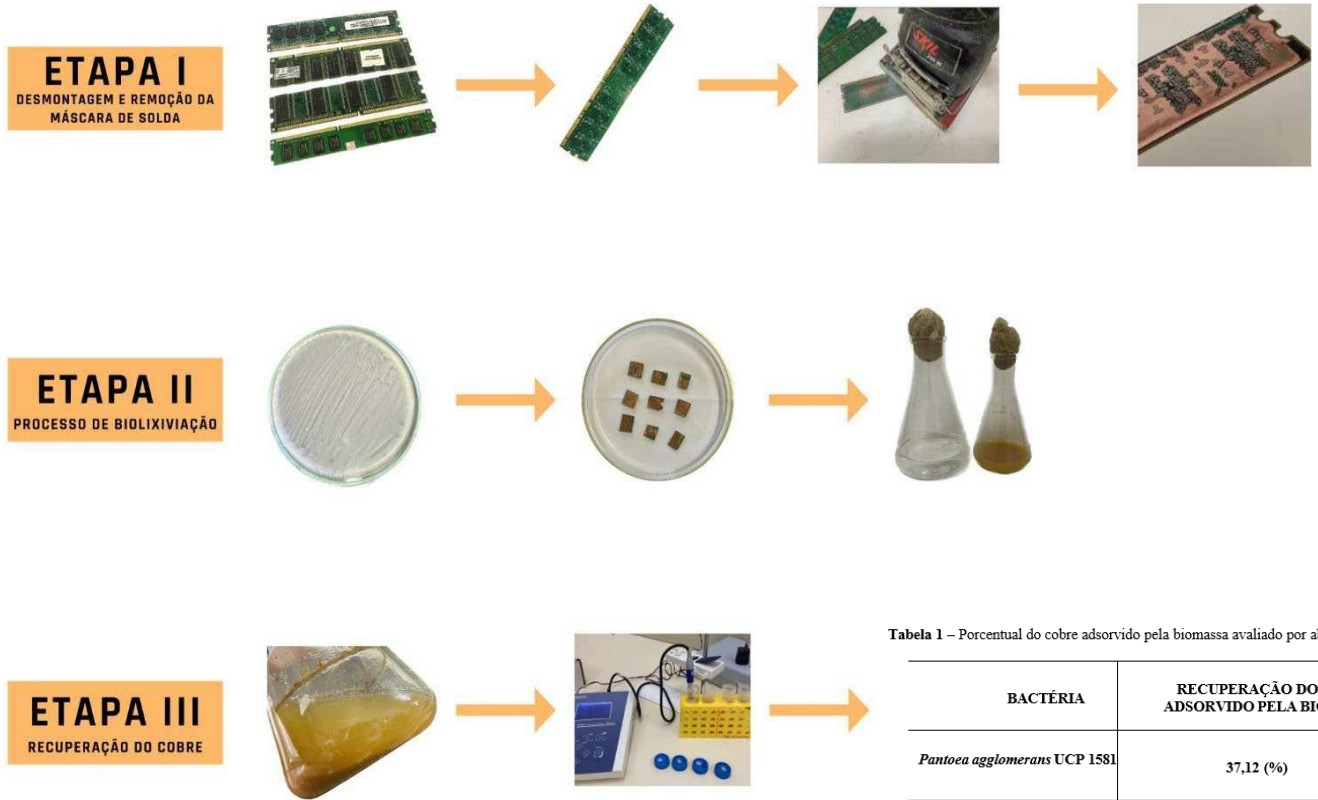 ETAPA I
DESMONTAGEM E REMOÇÃO DA
MÁSCARA DE SOLDA
SKIL
ETAPA II
PROCESSO DE BIOLIXIVIAÇÃO
ETAPA III
RECUPERAÇÃO DO COBRE
Tabela 1 – Porcentual do cobre adsorvido pela biomassa avaliado por
BACTÉRIA
RECUPERAÇÃO DO
ADSORVIDO PELA
Pantoea agglomerans UCP 1581
37,12 (%)